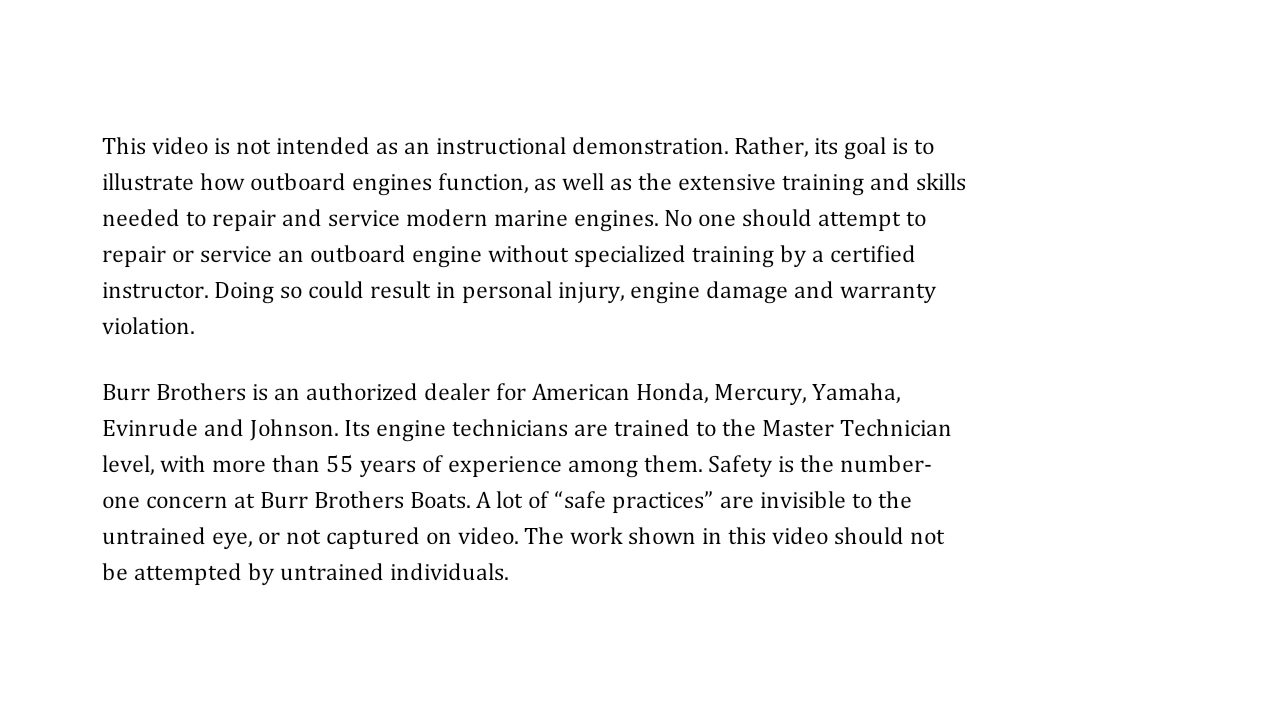 This video is not intended as an instructional demonstration. Rather, its goal is to
illustrate how outboard engines function, as well as the extensive training and skills
needed to repair and service modern marine engines. No one should attempt to
repair or service an outboard engine without specialized training by a certified
instructor. Doing so could result in personal injury, engine damage and warranty
violation.
Burr Brothers is an authorized dealer for American Honda, Mercury, Yamaha,
Evinrude and Johnson. Its engine technicians are trained to the Master Technician
level, with more than 55 years of experience among them. Safety is the number-
one concern at Burr Brothers Boats. A lot of “safe practices” are invisible to the
untrained eye, or not captured on video. The work shown in this video should not
be attempted by untrained individuals.